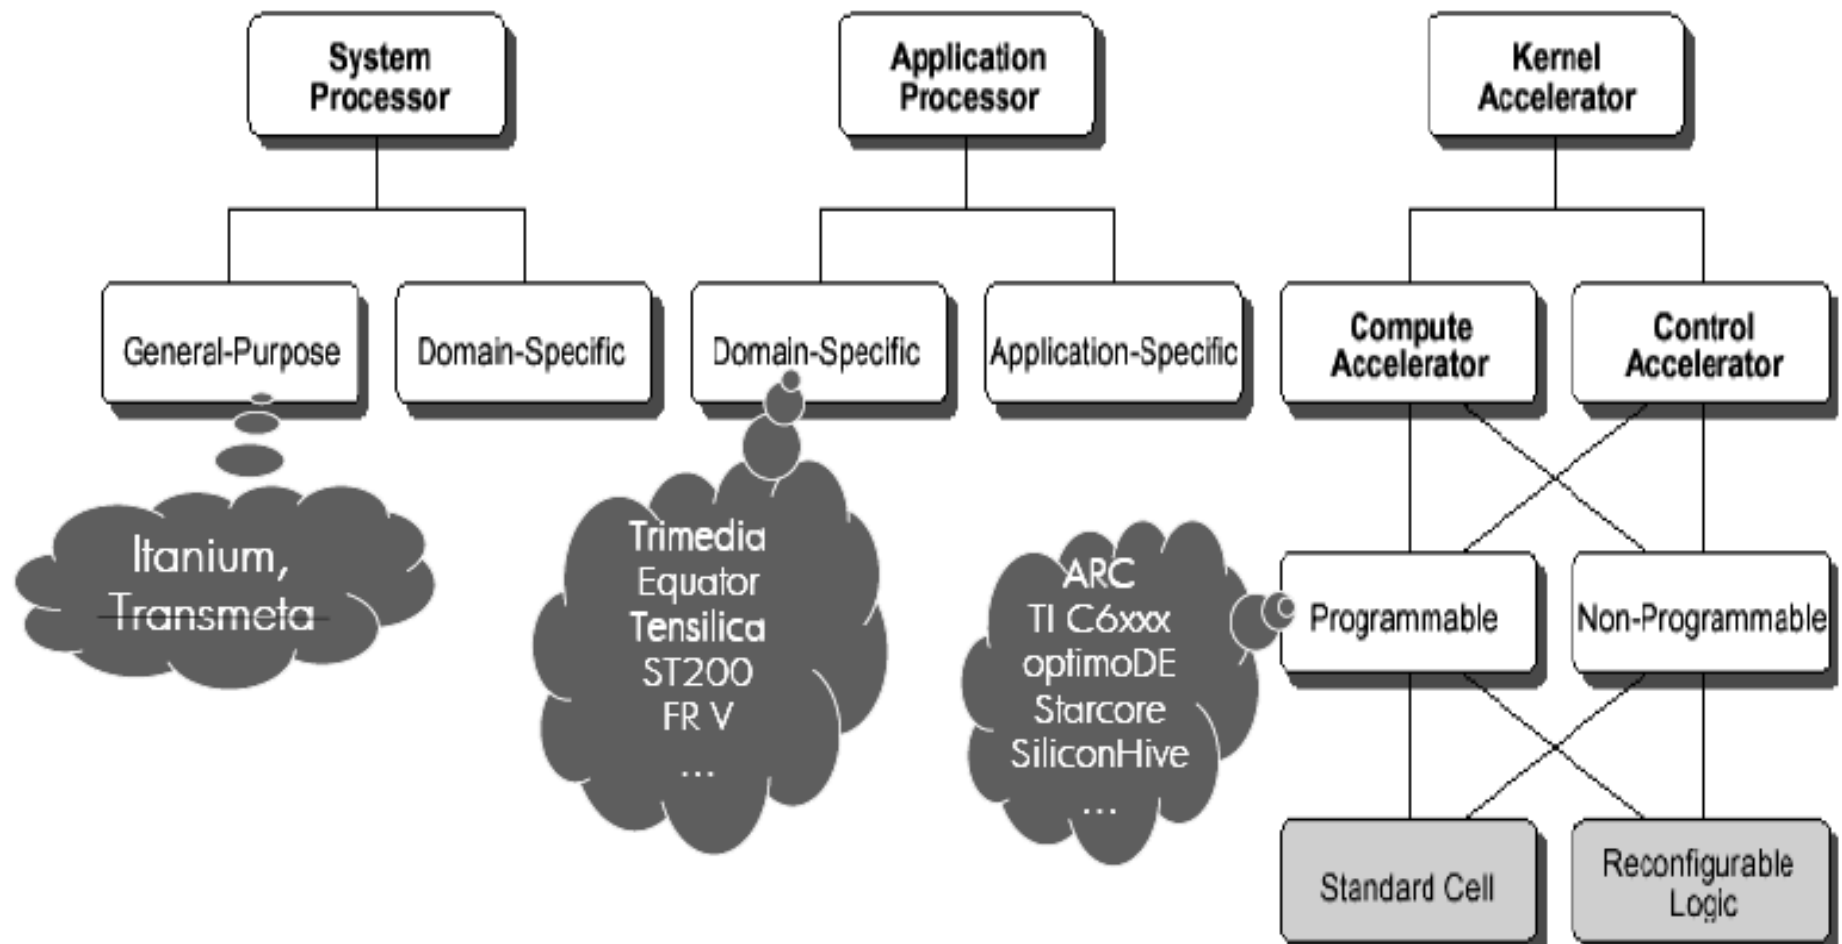 System
Processor
Application
Processor
Kernel
Accelerator
General-Purpose
Domain-Specific
Domain-Specific
Application-Specific
Compute
Accelerator
Control
Accelerator
Itanium,
Transmeta
Trimedia
Equator
Tensilica
ST200
FR V
...
ARC
TI C6xxx
optimoDE
Starcore
SiliconHive
...
Programmable
Non-Programmable
Standard Cell
Reconfigurable
Logic